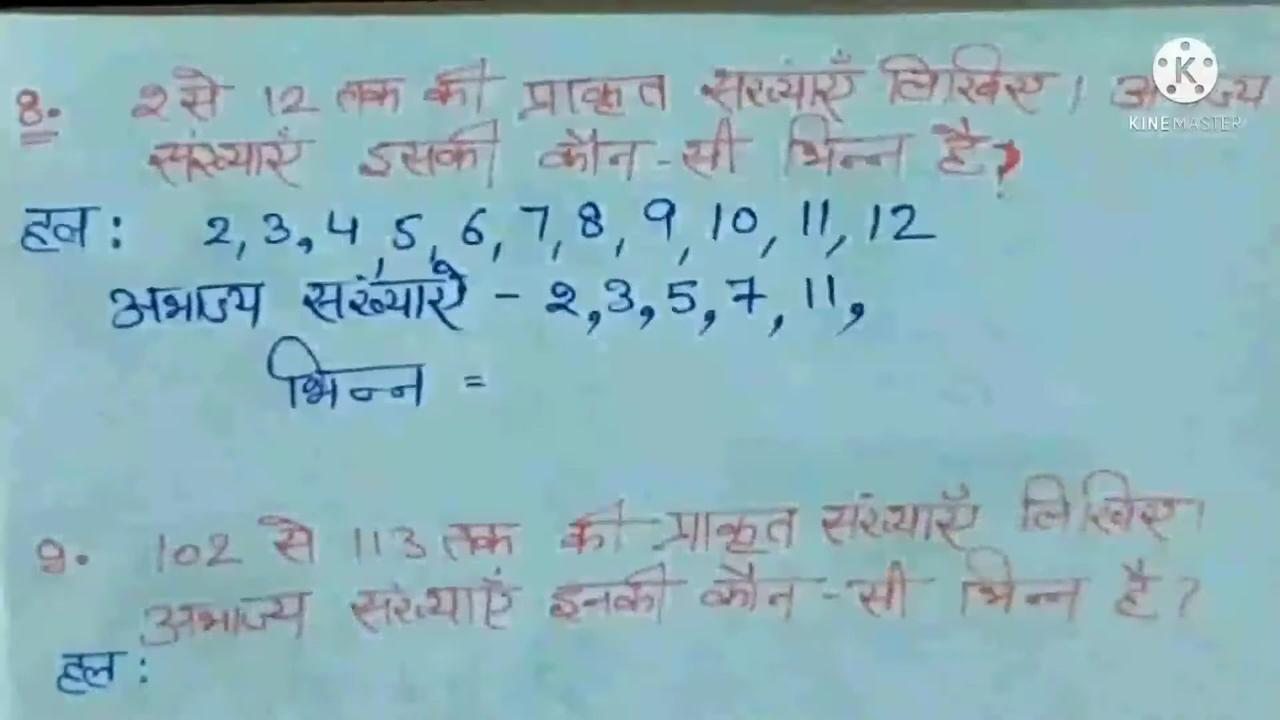 8. 2 से 12 तक की प्राकृत सख्यांएँ लिखिए।
KINEMASTER
संख्याएँ इसकी कौन-सी भिन्न है?
हल: 2, 3, 4, 5, 6, 7, 8, 9, 10, 11, 12
अभाज्य संख्याऐं - 2, 3, 5, 7, 11,
भिन्न =
9. 102 से 113 तक की प्राकृत संख्याएँ लिखिए।
अभाज्य संख्याएँ इनकी कौन-सी भिन्न है?
हल: